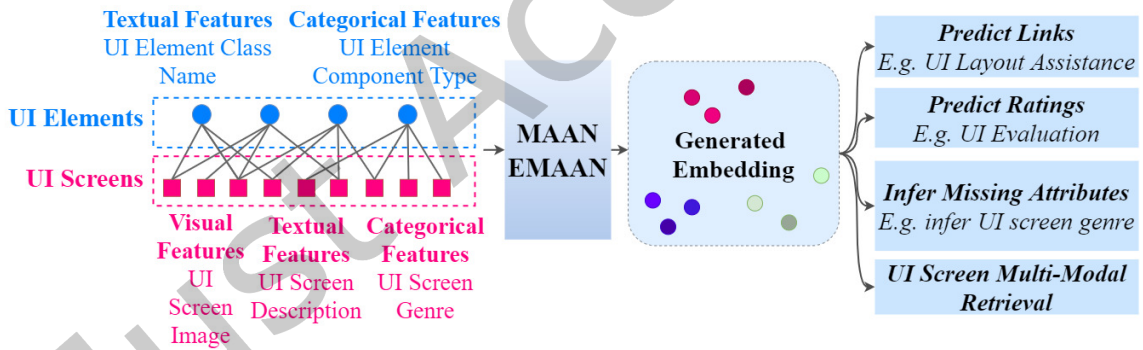 Textual Features
UI Element Class
Name
Categorical Features
UI Element
Component Type
UI Elements
UI Screens
Visual
Features
UI
Screen
Image
Textual
Features
UI Screen
Description
Categorical
Features
UI Screen
Genre
MAAN
EMAAN
Generated
Embedding
Predict Links
E.g. UI Layout Assistance
Predict Ratings
E.g. UI Evaluation
Infer Missing Attributes
E.g. infer UI screen genre
UI Screen Multi-Modal
Retrieval
Just Ac